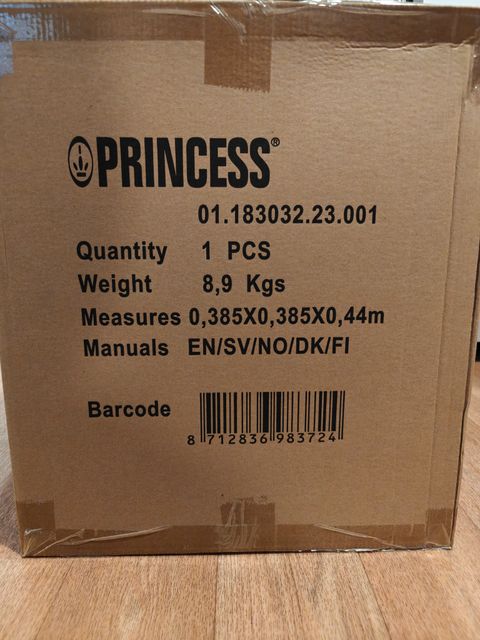 PRINCESS®
01.183032.23.001
Quantity 1 PCS
Weight 8,9 Kgs
Measures 0,385X0,385X0,44m
Manuals EN/SV/NO/DK/FI
Barcode
8 712836 983724